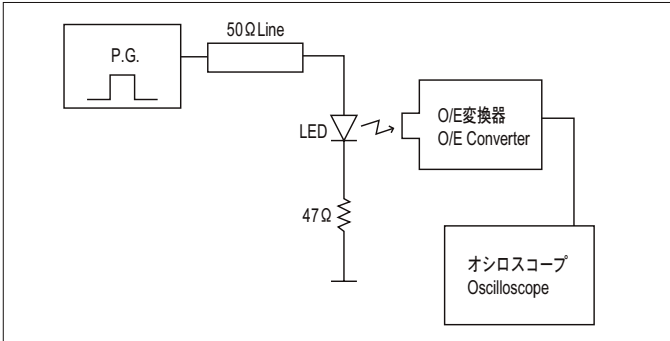 50Ω Line
P.G.
LED
O/E変換器
O/E Converter
47Ω
オシロスコープ
Oscilloscope